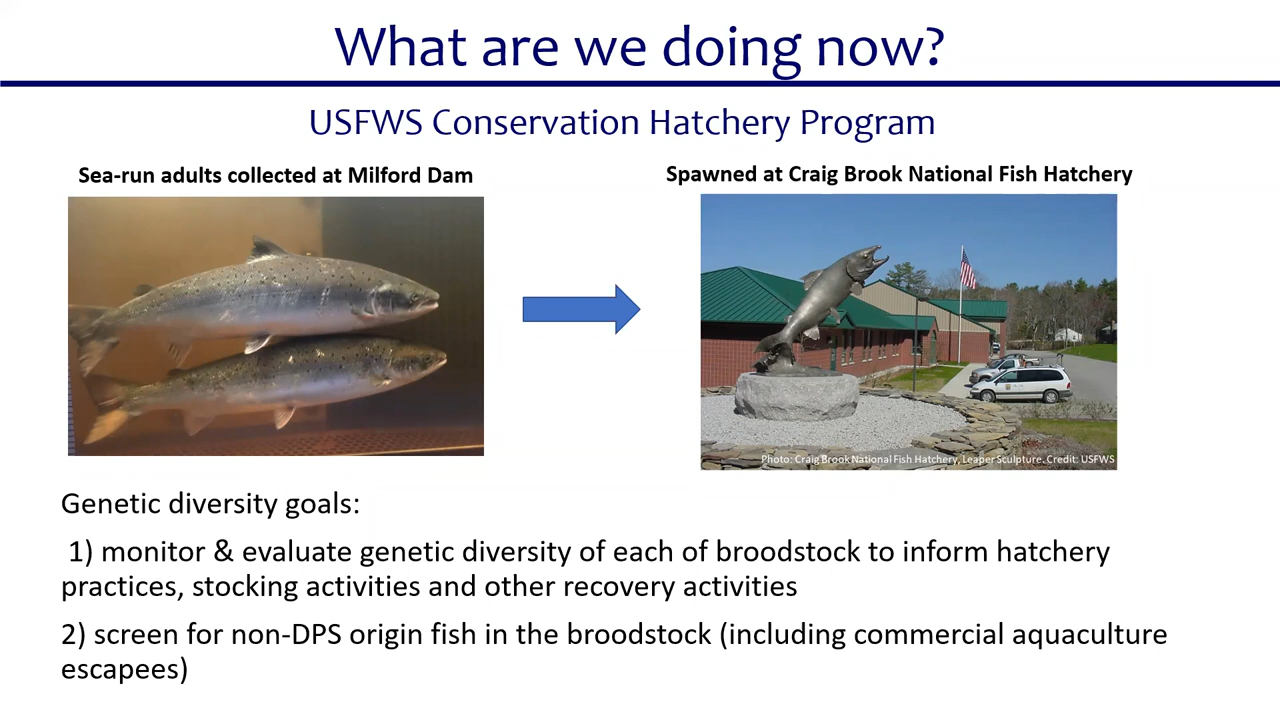 What are we doing now?
USFWS Conservation Hatchery Program
Sea-run adults collected at Milford Dam
Spawned at Craig Brook National Fish Hatchery
Photo: Craig Brook National Fish Hatchery, Leaper Sculpture. Credit: USFWS
Genetic diversity goals:
1) monitor & evaluate genetic diversity of each of broodstock to inform hatchery
practices, stocking activities and other recovery activities
2) screen for non-DPS origin fish in the broodstock (including commercial aquaculture
escapees)